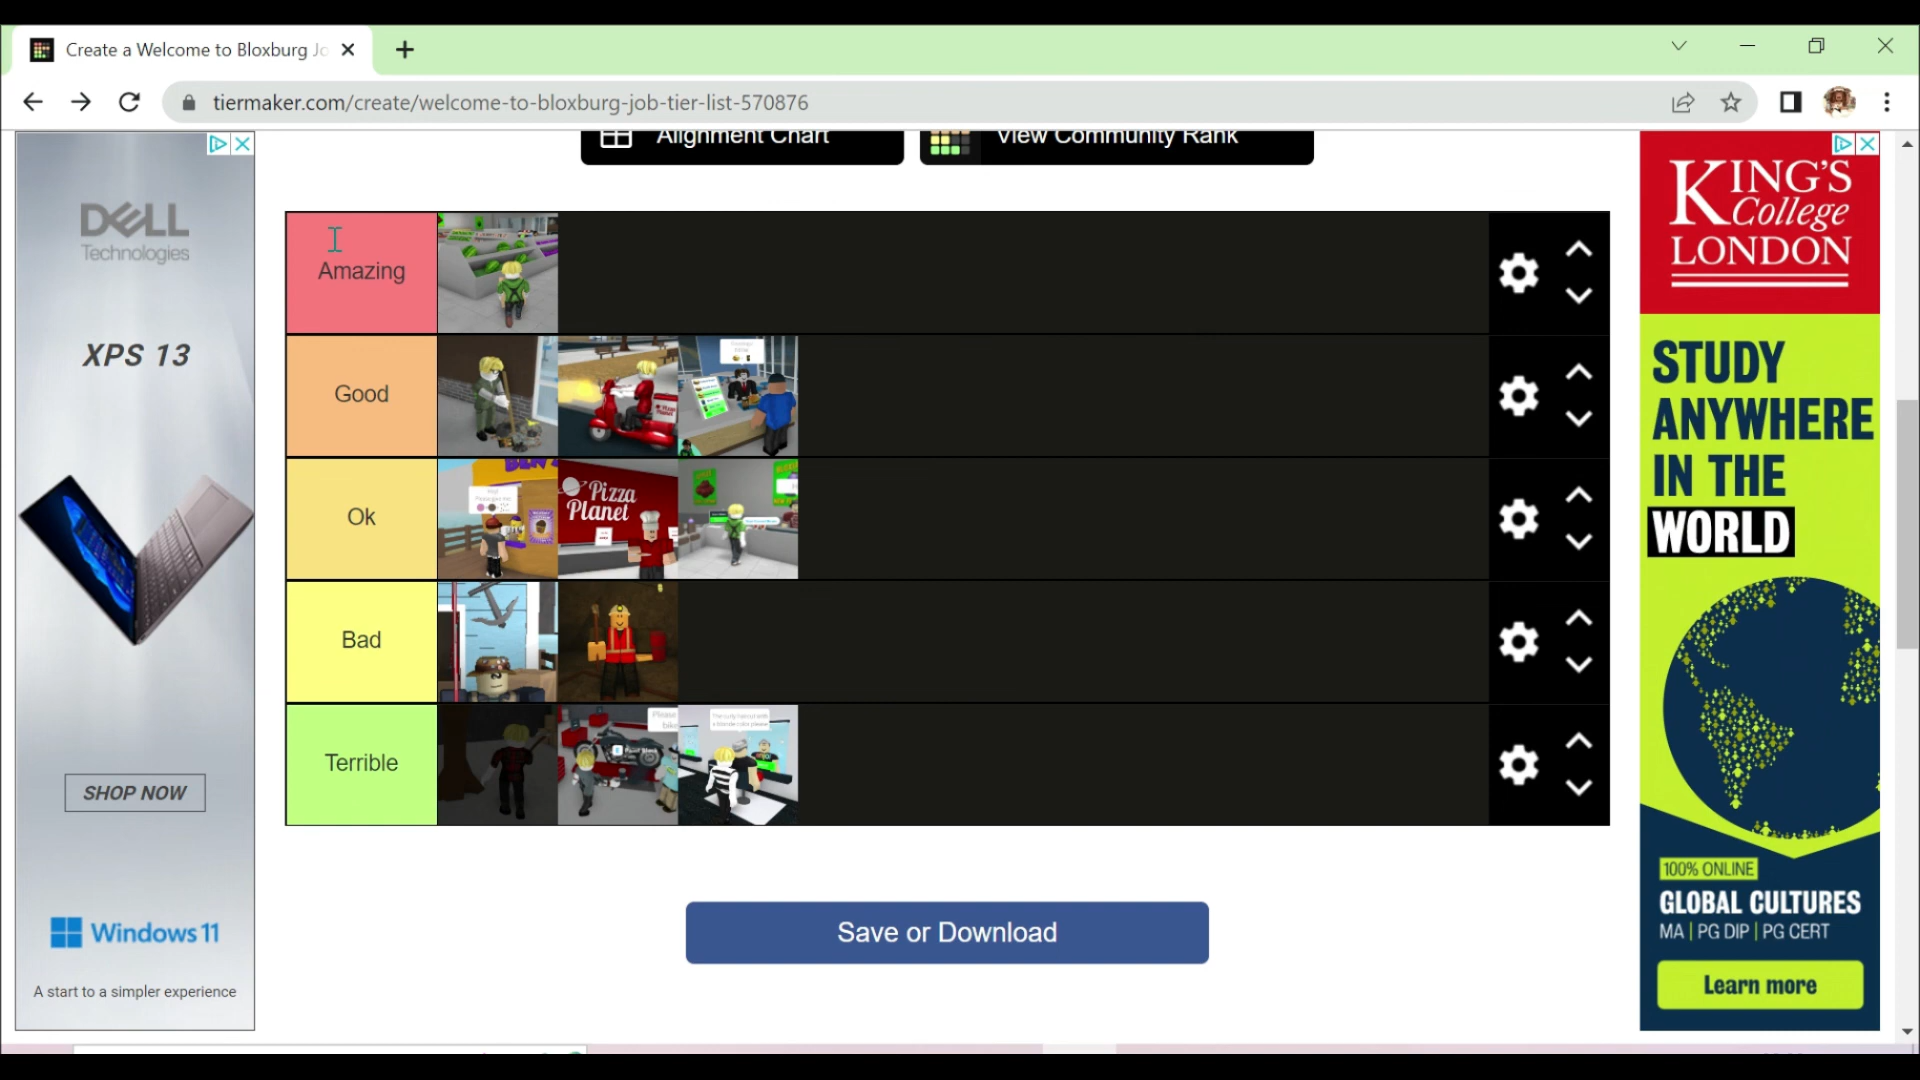 Create a Welcome to Bloxburg Jo
tiermaker.com/create/welcome-to-bloxburg-job-tier-list-570876
Alignment Chart
View Community Rank
DELL
Technologies
XPS 13
SHOP NOW
Windows 11
A start to a simpler experience
Amazing
Good
Ok
Pizza
Planet
Bad
Terrible
Please
bike
Save or Download
KING'S
College
LONDON
STUDY
ANYWHERE
IN THE
WORLD
100% ONLINE
GLOBAL CULTURES
MA | PG DIP | PG CERT
Learn more